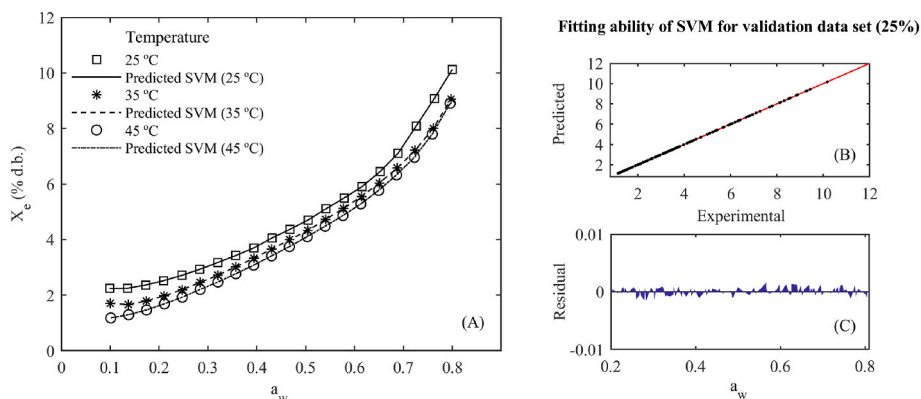 12
10
8
6
4
2
0
X_e (% d.b.)
Temperature
25 ºC
Predicted SVM (25 ºC)
35 ºC
Predicted SVM (35 ºC)
45 ºC
Predicted SVM (45 ºC)
(A)
0 0.1 0.2 0.3 0.4 0.5 0.6 0.7 0.8
a_w
Fitting ability of SVM for validation data set (25%)
12
10
8
6
4
2
Predicted
(B)
2 4 6 8 10 12
Experimental
0.01
0
-0.01
Residual
(C)
0.2 0.4 0.6 0.8
a_w